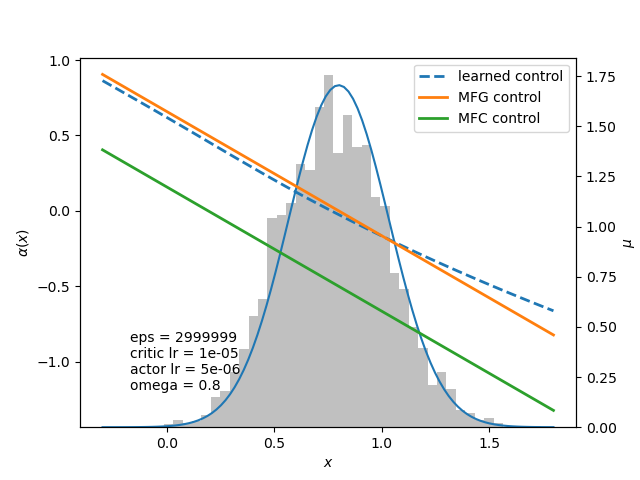 learned control
MFG control
MFC control
1.0
0.5
0.0
−0.5
−1.0
α(x)
1.75
1.50
1.25
1.00
0.75
0.50
0.25
0.00
μ
eps = 2999999
critic lr = 1e-05
actor lr = 5e-06
omega = 0.8
0.0 0.5 1.0 1.5
x